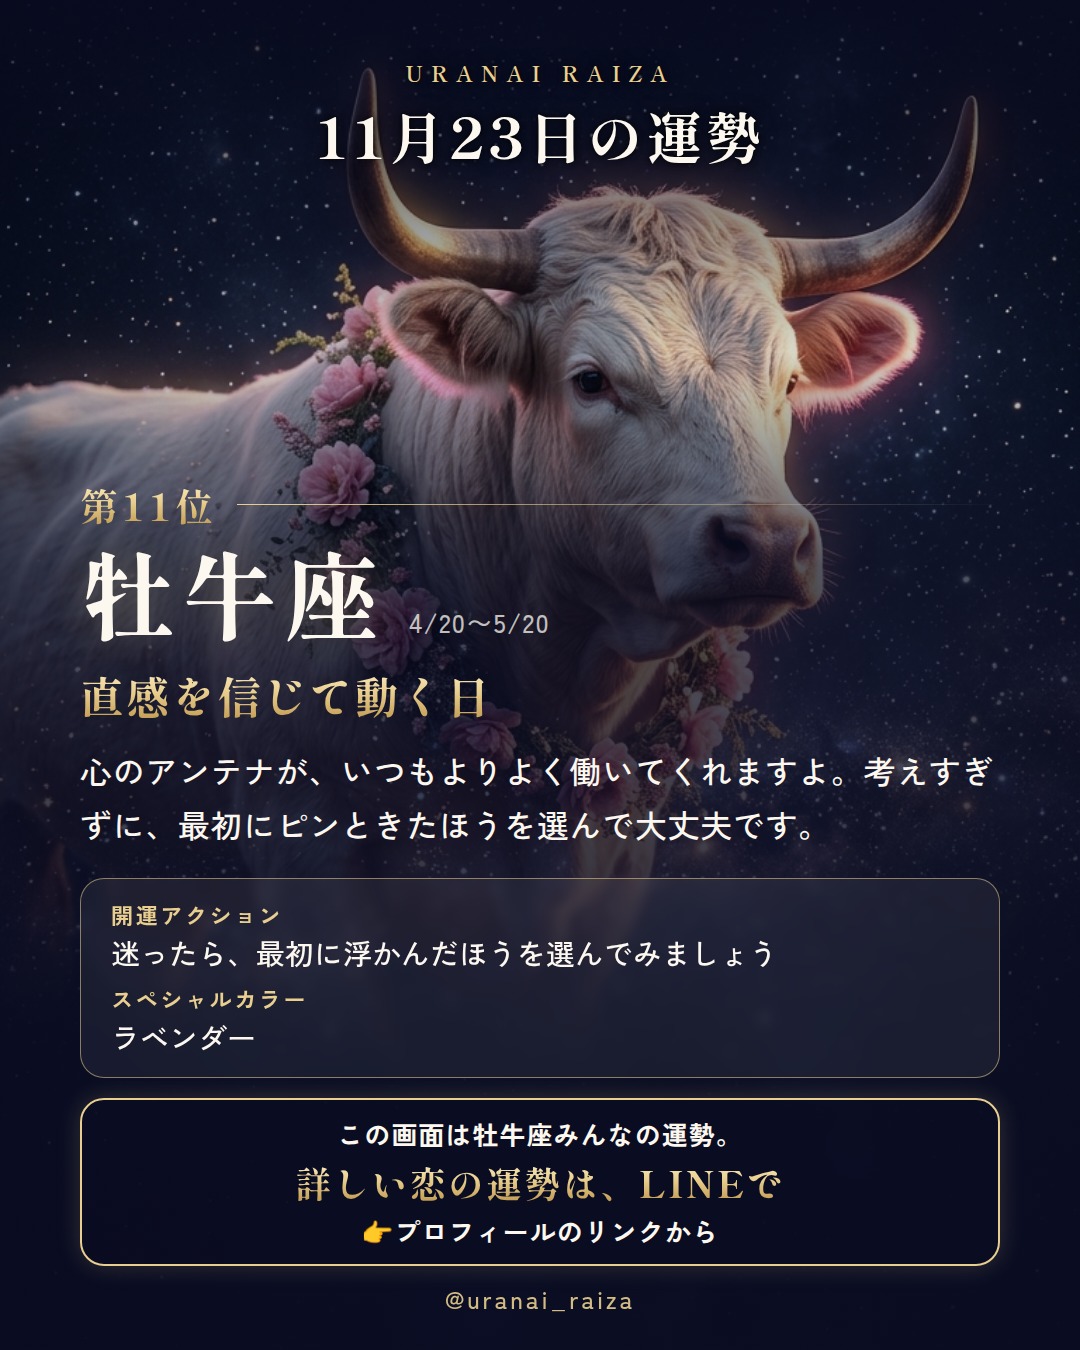 URANAI RAIZA
11月23日の運勢
第11位
牡牛座 4/20〜5/20
直感を信じて動く日
心のアンテナが、いつもよりよく働いてくれますよ。考えすぎ
ずに、最初にピンときたほうを選んで大丈夫です。
開運アクション
迷ったら、最初に浮かんだほうを選んでみましょう
スペシャルカラー
ラベンダー
この画面は牡牛座みんなの運勢。
詳しい恋の運勢は、LINEで
👉プロフィールのリンクから
@uranai_raiza